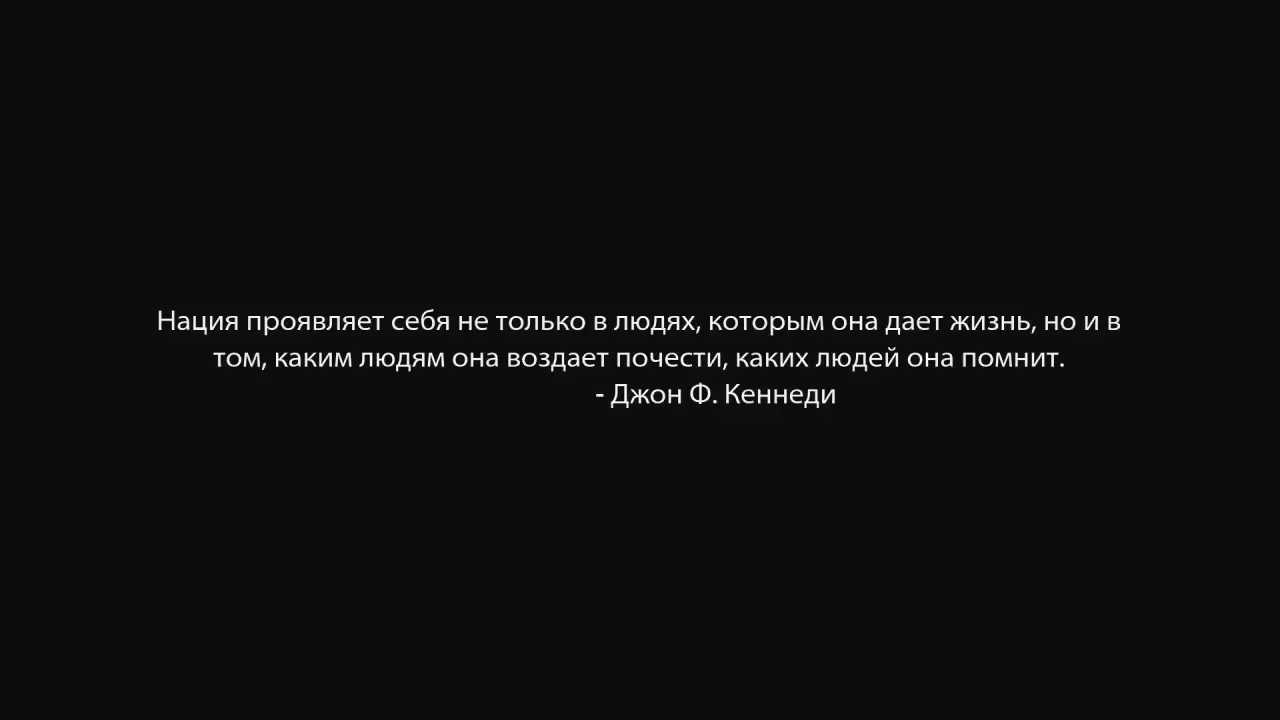 Нация проявляет себя не только в людях, которым она дает жизнь, но и в
том, каким людям она воздает почести, каких людей она помнит.
- Джон Ф. Кеннеди